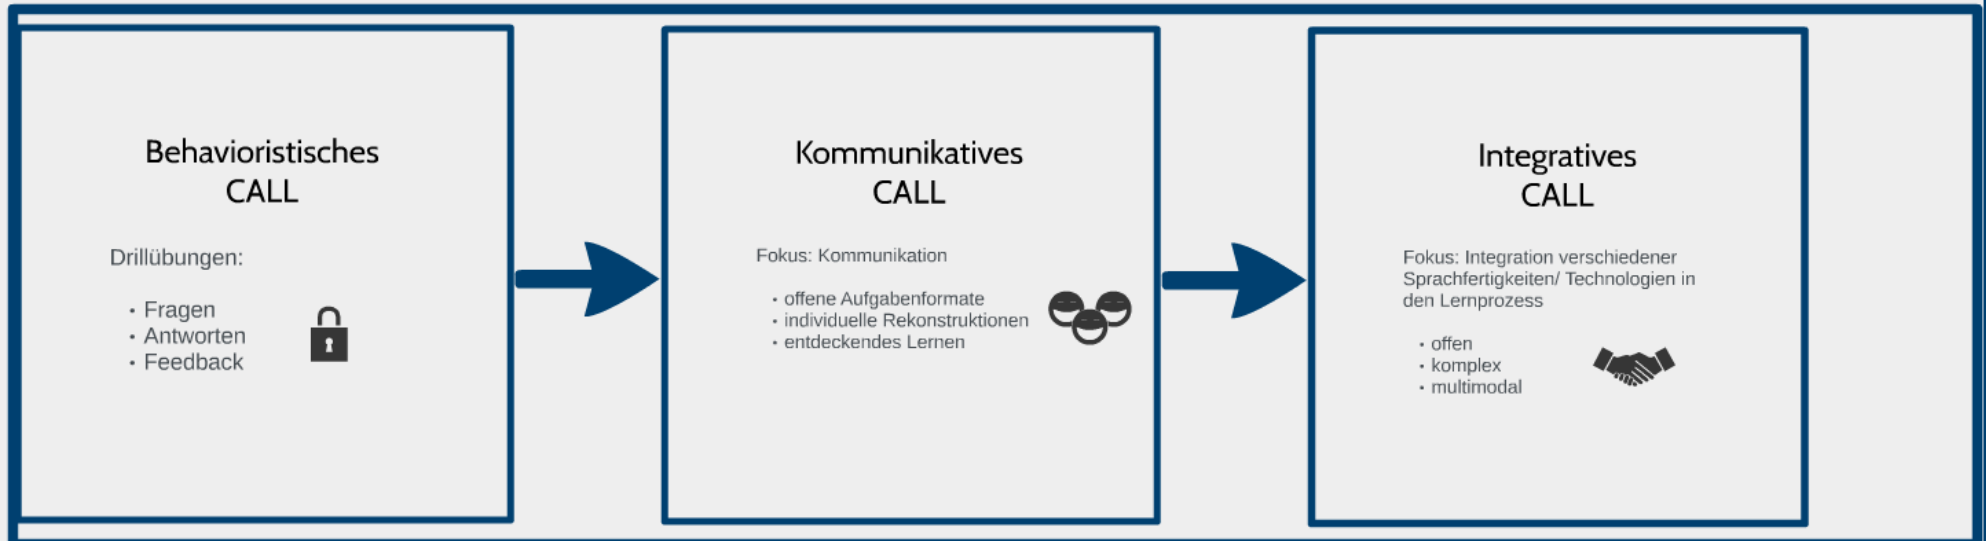 Behavioristisches
CALL
Drillübungen:
• Fragen
• Antworten
• Feedback
Kommunikatives
CALL
Fokus: Kommunikation
• offene Aufgabenformate
• individuelle Rekonstruktionen
• entdeckendes Lernen
Integratives
CALL
Fokus: Integration verschiedener
Sprachfertigkeiten/ Technologien in
den Lernprozess
• offen
• komplex
• multimodal